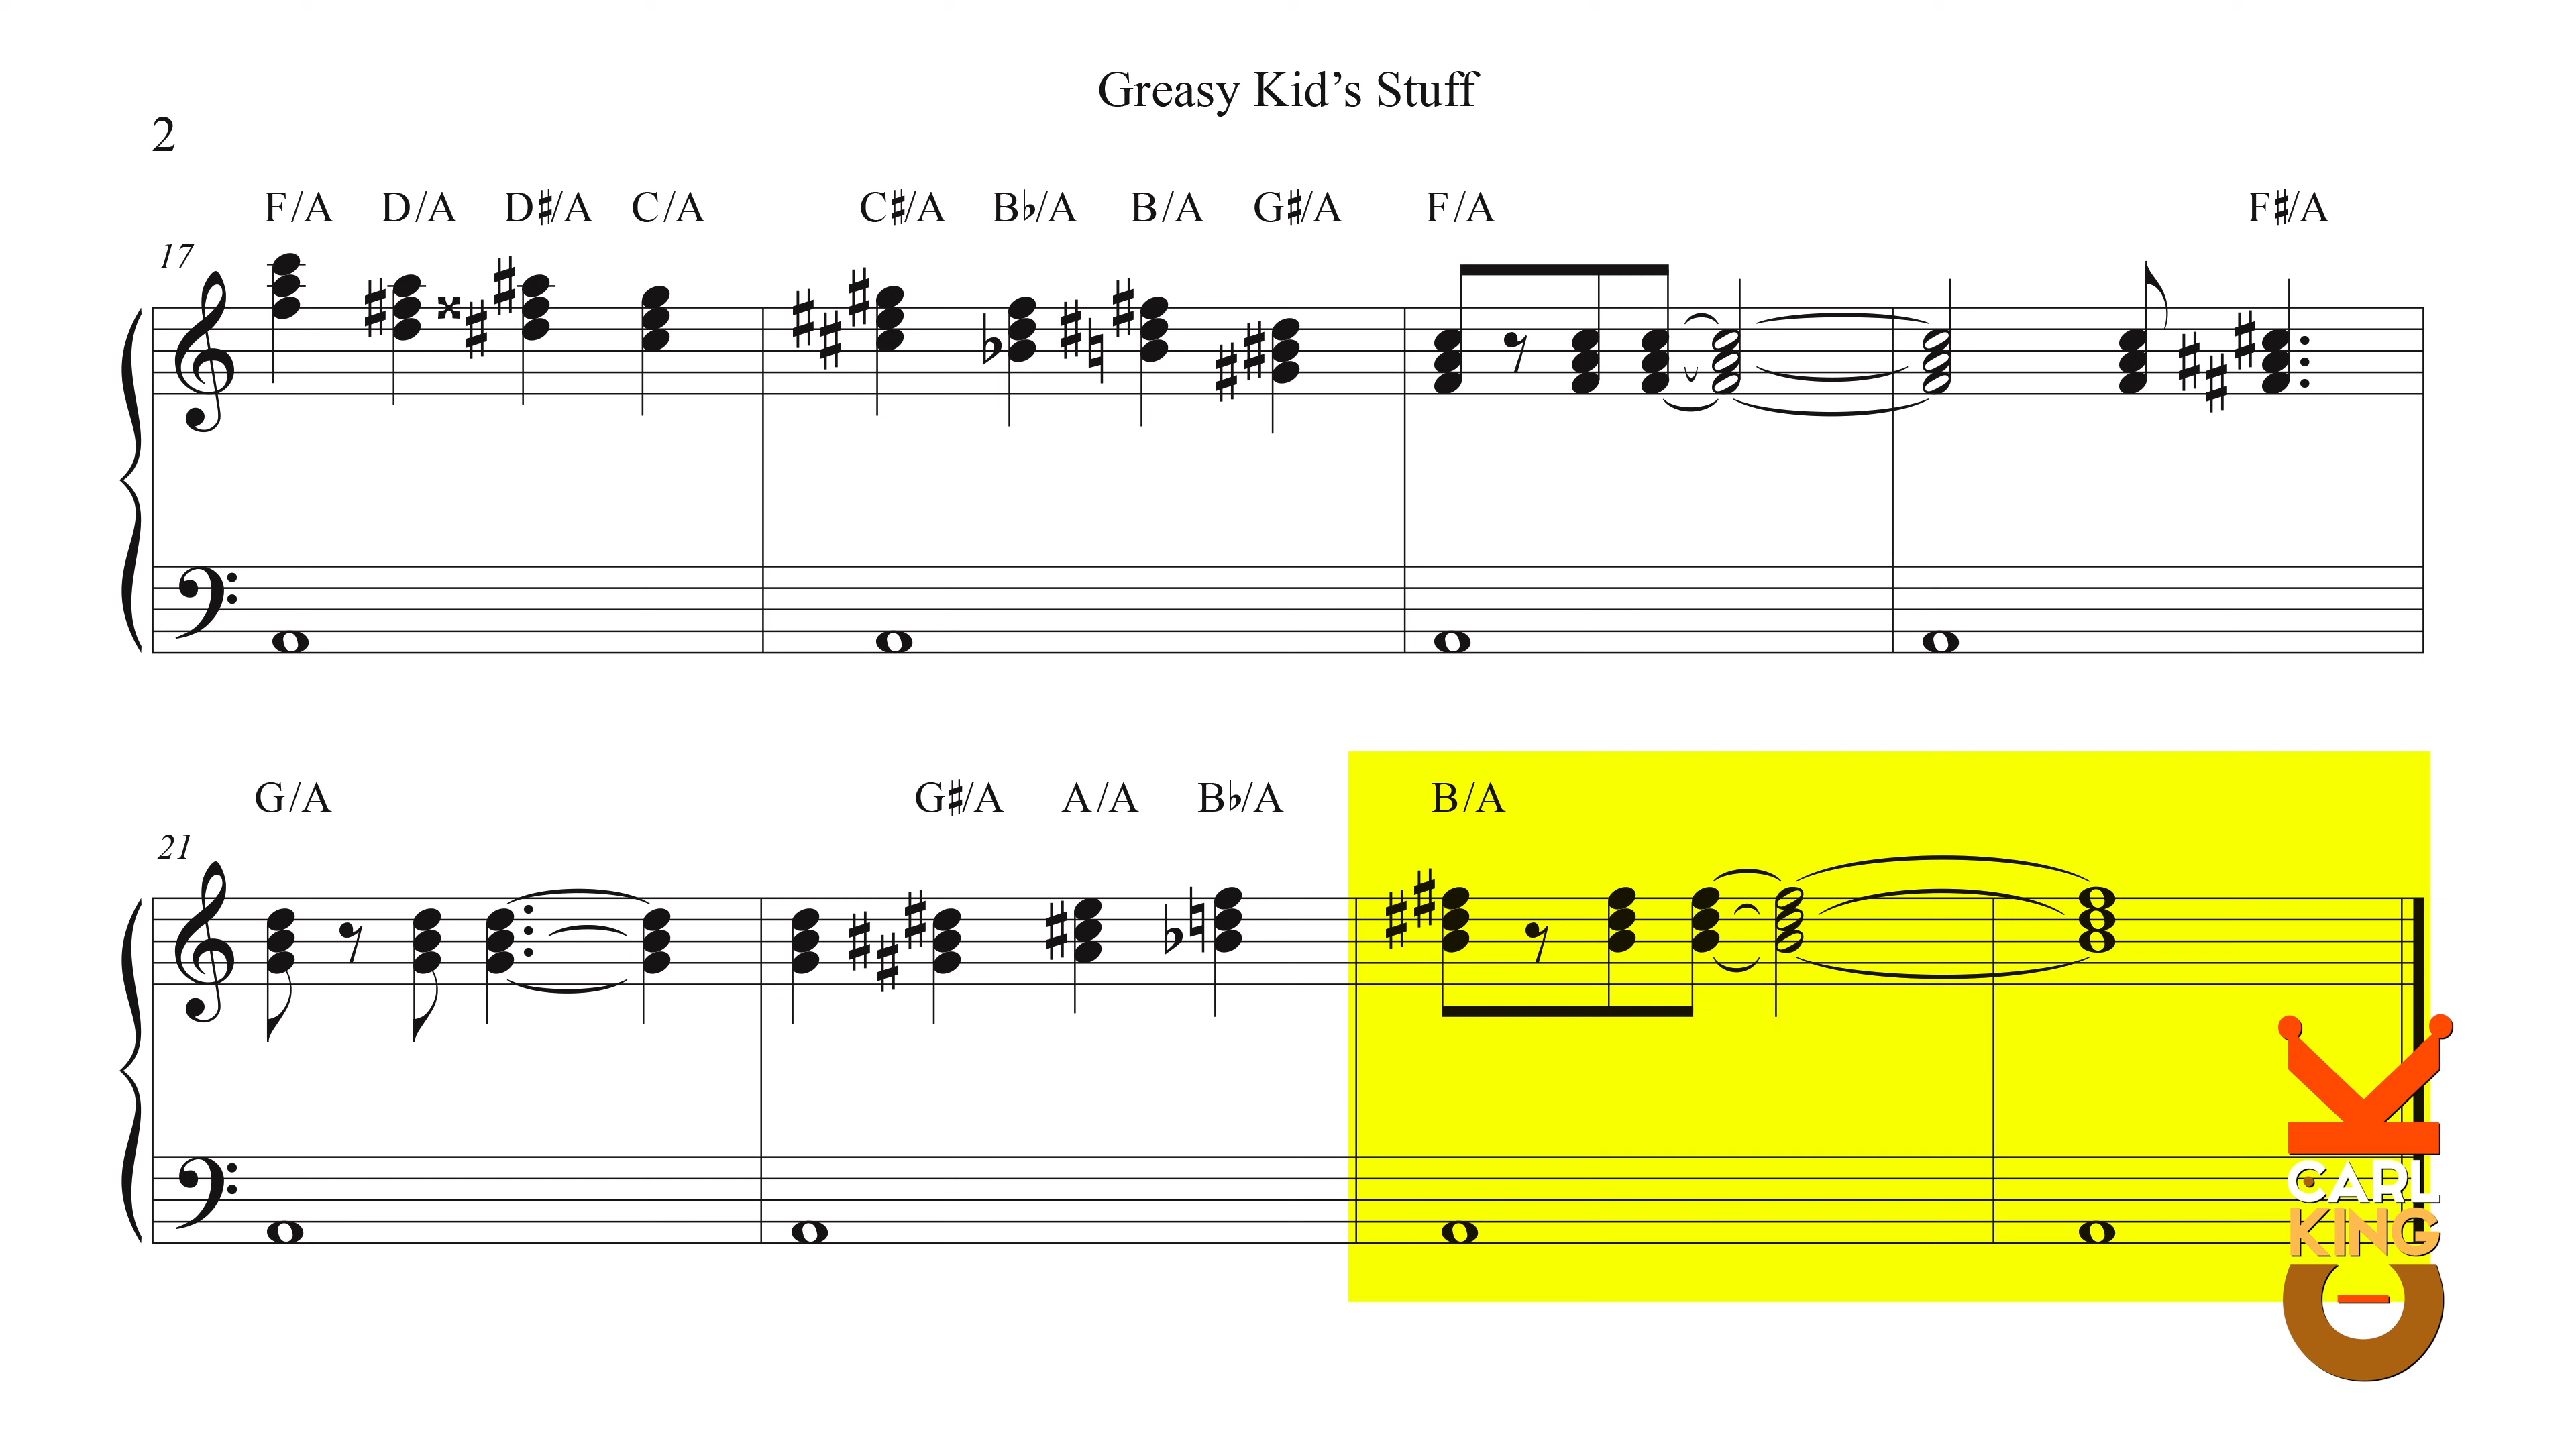 Greasy Kid’s Stuff
2
F/A D/A D♯/A C/A C♯/A B♭/A B/A G♯/A F/A F♯/A
17
G/A G♯/A A/A B♭/A B/A
21
CARL
KING